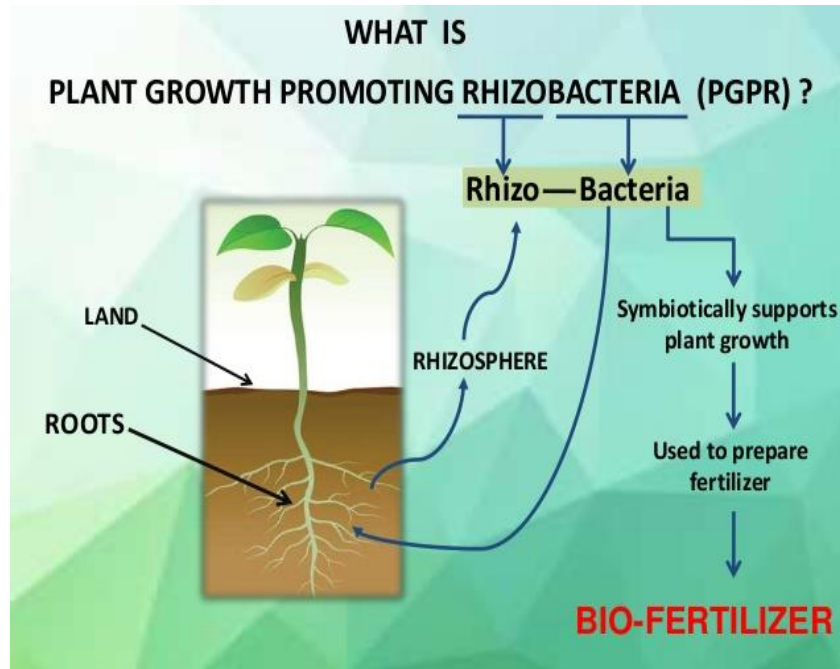 WHAT IS
PLANT GROWTH PROMOTING RHIZOBACTERIA (PGPR) ?
Rhizo—Bacteria
LAND
ROOTS
RHIZOSPHERE
Symbiotically supports
plant growth
Used to prepare
fertilizer
BIO-FERTILIZER